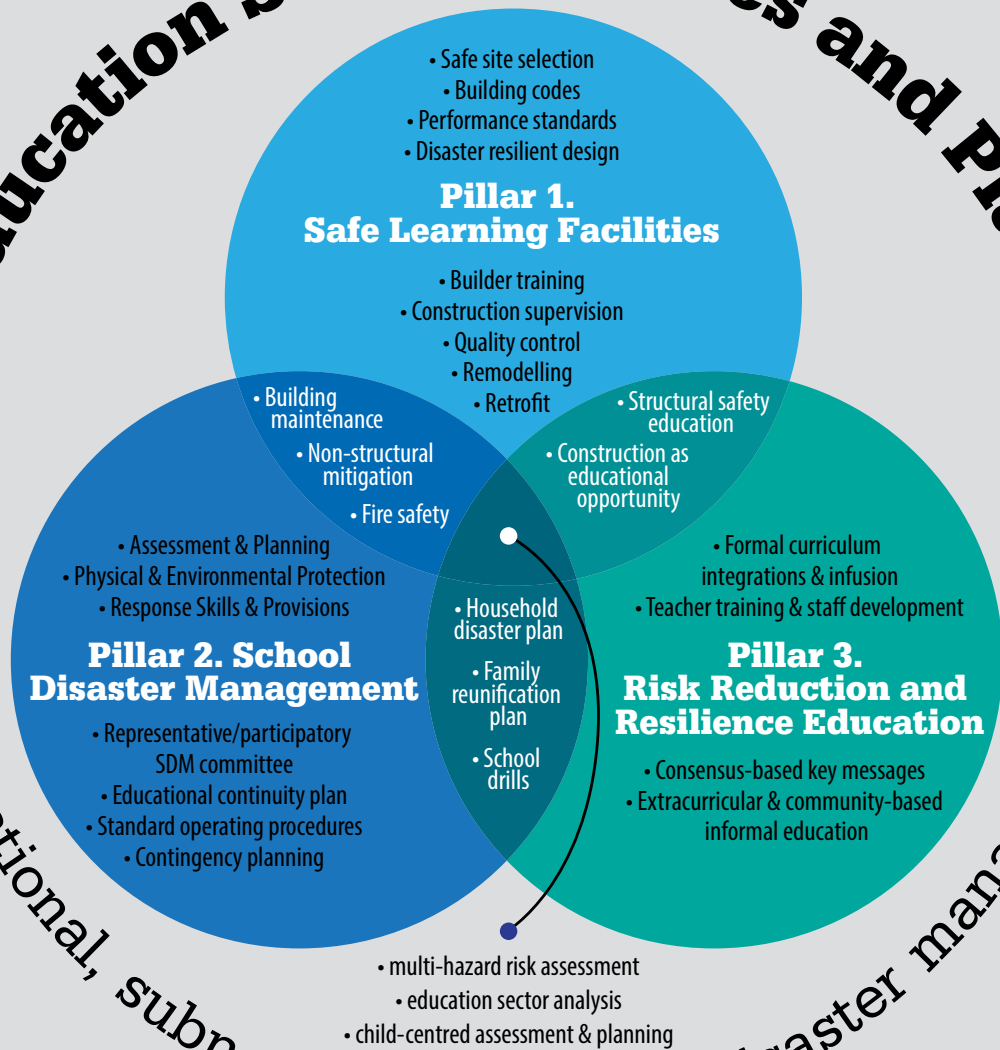 • Safe site selection
• Building codes
• Performance standards
• Disaster resilient design
Pillar 1.
Safe Learning Facilities
• Builder training
• Construction supervision
• Quality control
• Remodelling
• Retrofit
• Building
maintenance
• Non-structural
mitigation
• Fire safety
• Structural safety
education
• Construction as
educational
opportunity
• Assessment & Planning
• Physical & Environmental Protection
• Response Skills & Provisions
Pillar 2. School
Disaster Management
• Representative/participatory
SDM committee
• Educational continuity plan
• Standard operating procedures
• Contingency planning
• Household
disaster plan
• Family
reunification
plan
• School
drills
• Formal curriculum
integrations & infusion
• Teacher training & staff development
Pillar 3.
Risk Reduction and
Resilience Education
• Consensus-based key messages
• Extracurricular & community-based
informal education
• multi-hazard risk assessment
• education sector analysis
• child-centred assessment & planning
and